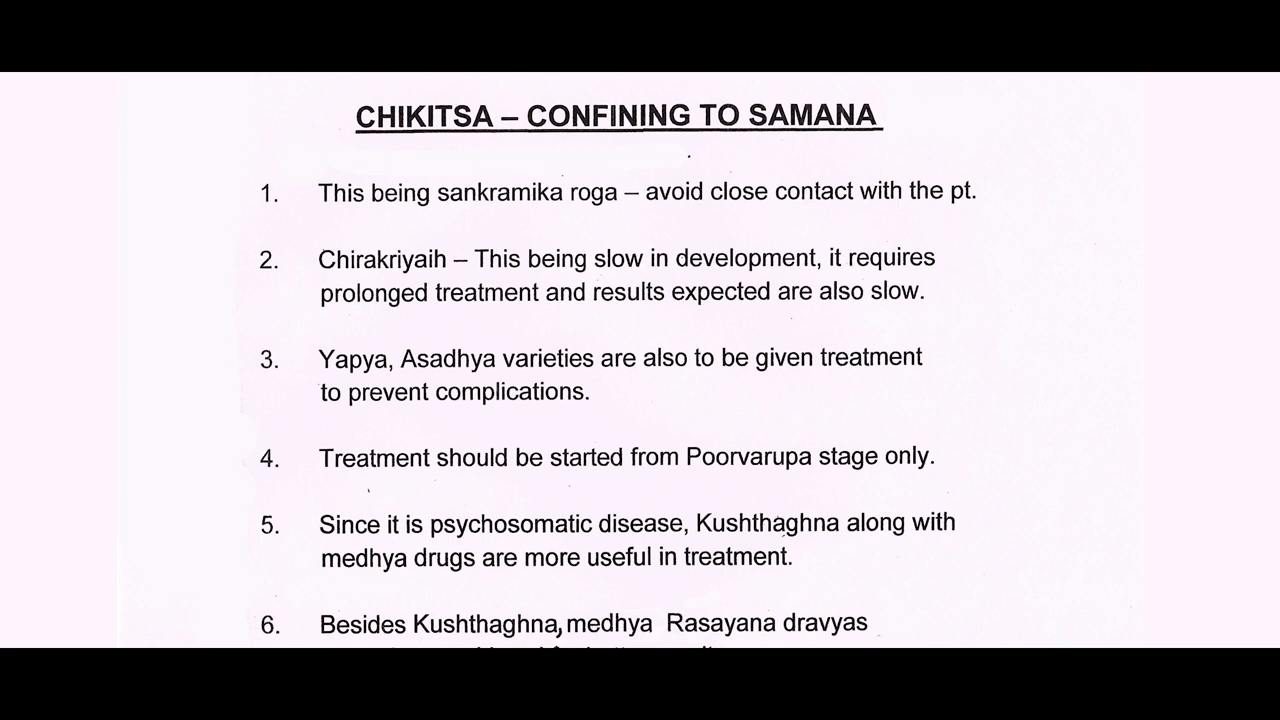 CHIKITSA – CONFINING TO SAMANA
1. This being sankramika roga – avoid close contact with the pt.
2. Chirakriyaih – This being slow in development, it requires
prolonged treatment and results expected are also slow.
3. Yapya, Asadhya varieties are also to be given treatment
to prevent complications.
4. Treatment should be started from Poorvarupa stage only.
5. Since it is psychosomatic disease, Kushthaghna along with
medhya drugs are more useful in treatment.
6. Besides Kushthaghna, medhya Rasayana dravyas